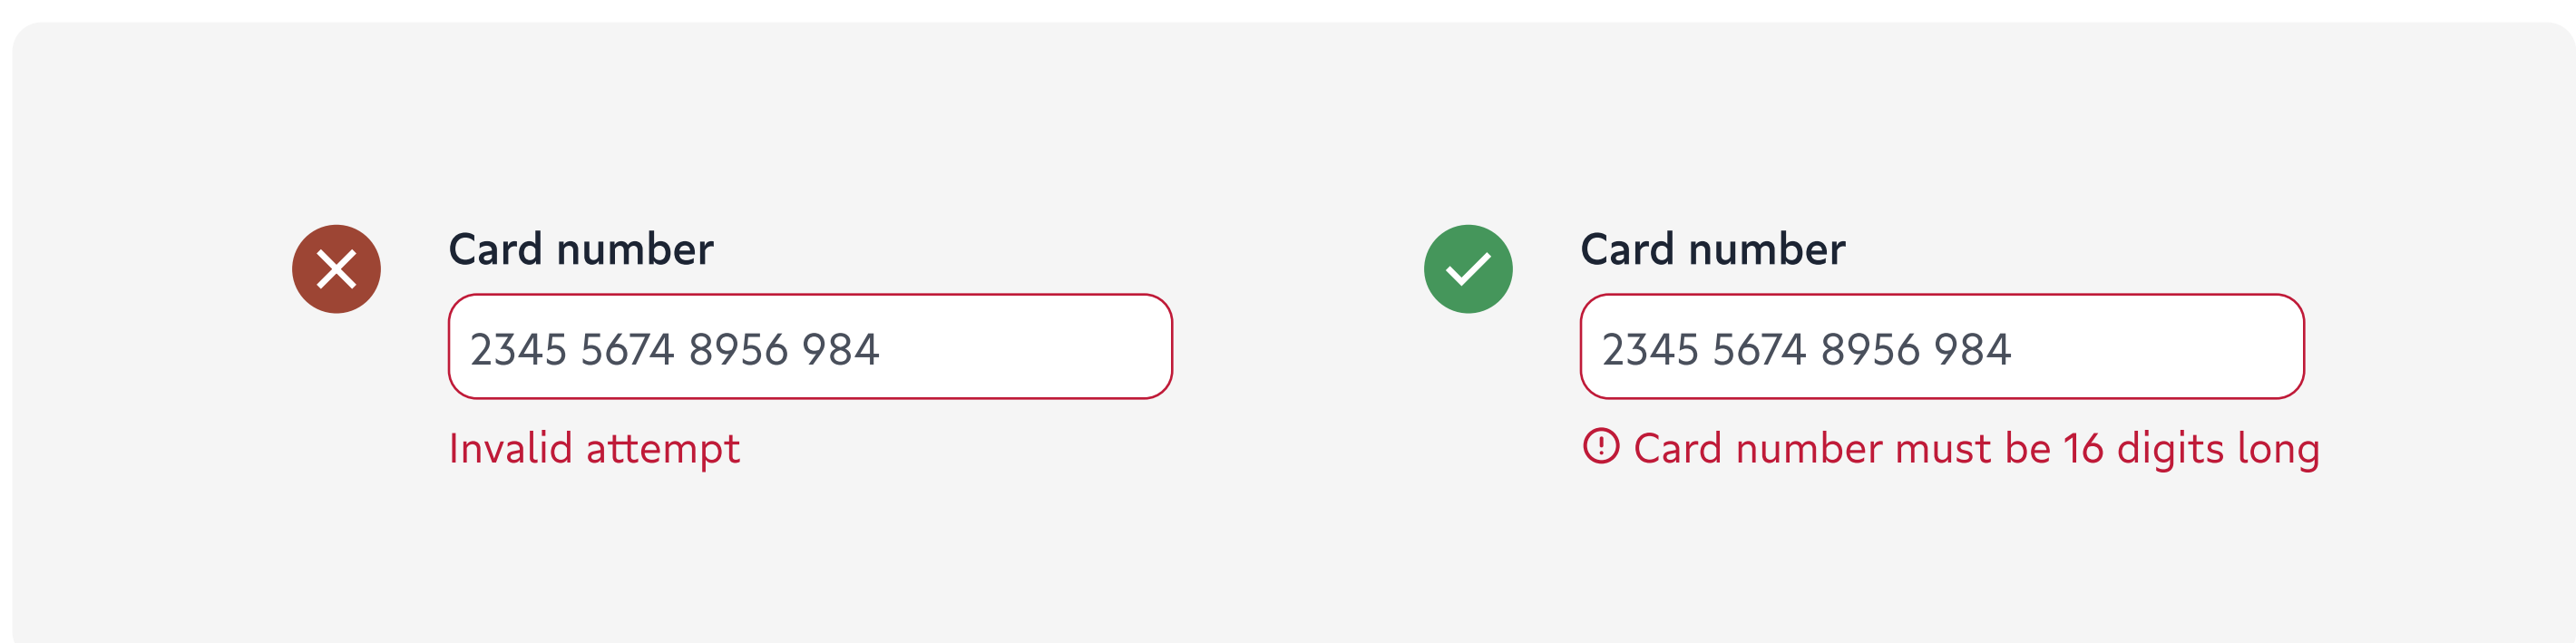 Card number
2345 5674 8956 984
Invalid attempt
Card number
2345 5674 8956 984
Card number must be 16 digits long